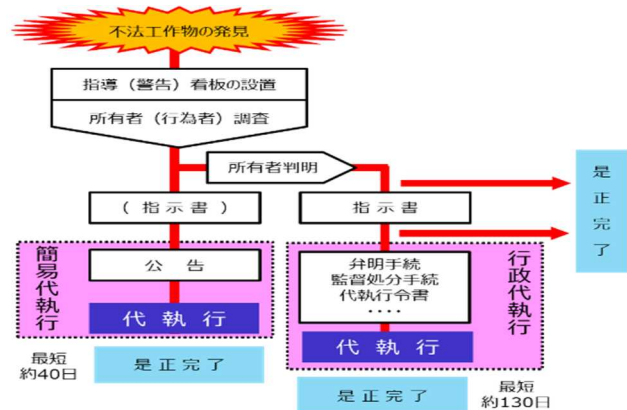 不法工作物の発見
指導（警告）看板の設置
所有者（行為者）調査
所有者判明
是正完了
（指示書）
指示書
簡易代執行
公告
代執行
最短
約40日
是正完了
行政代執行
弁明手続
監督処分手続
代執行令書
‥‥
代執行
是正完了
最短
約130日